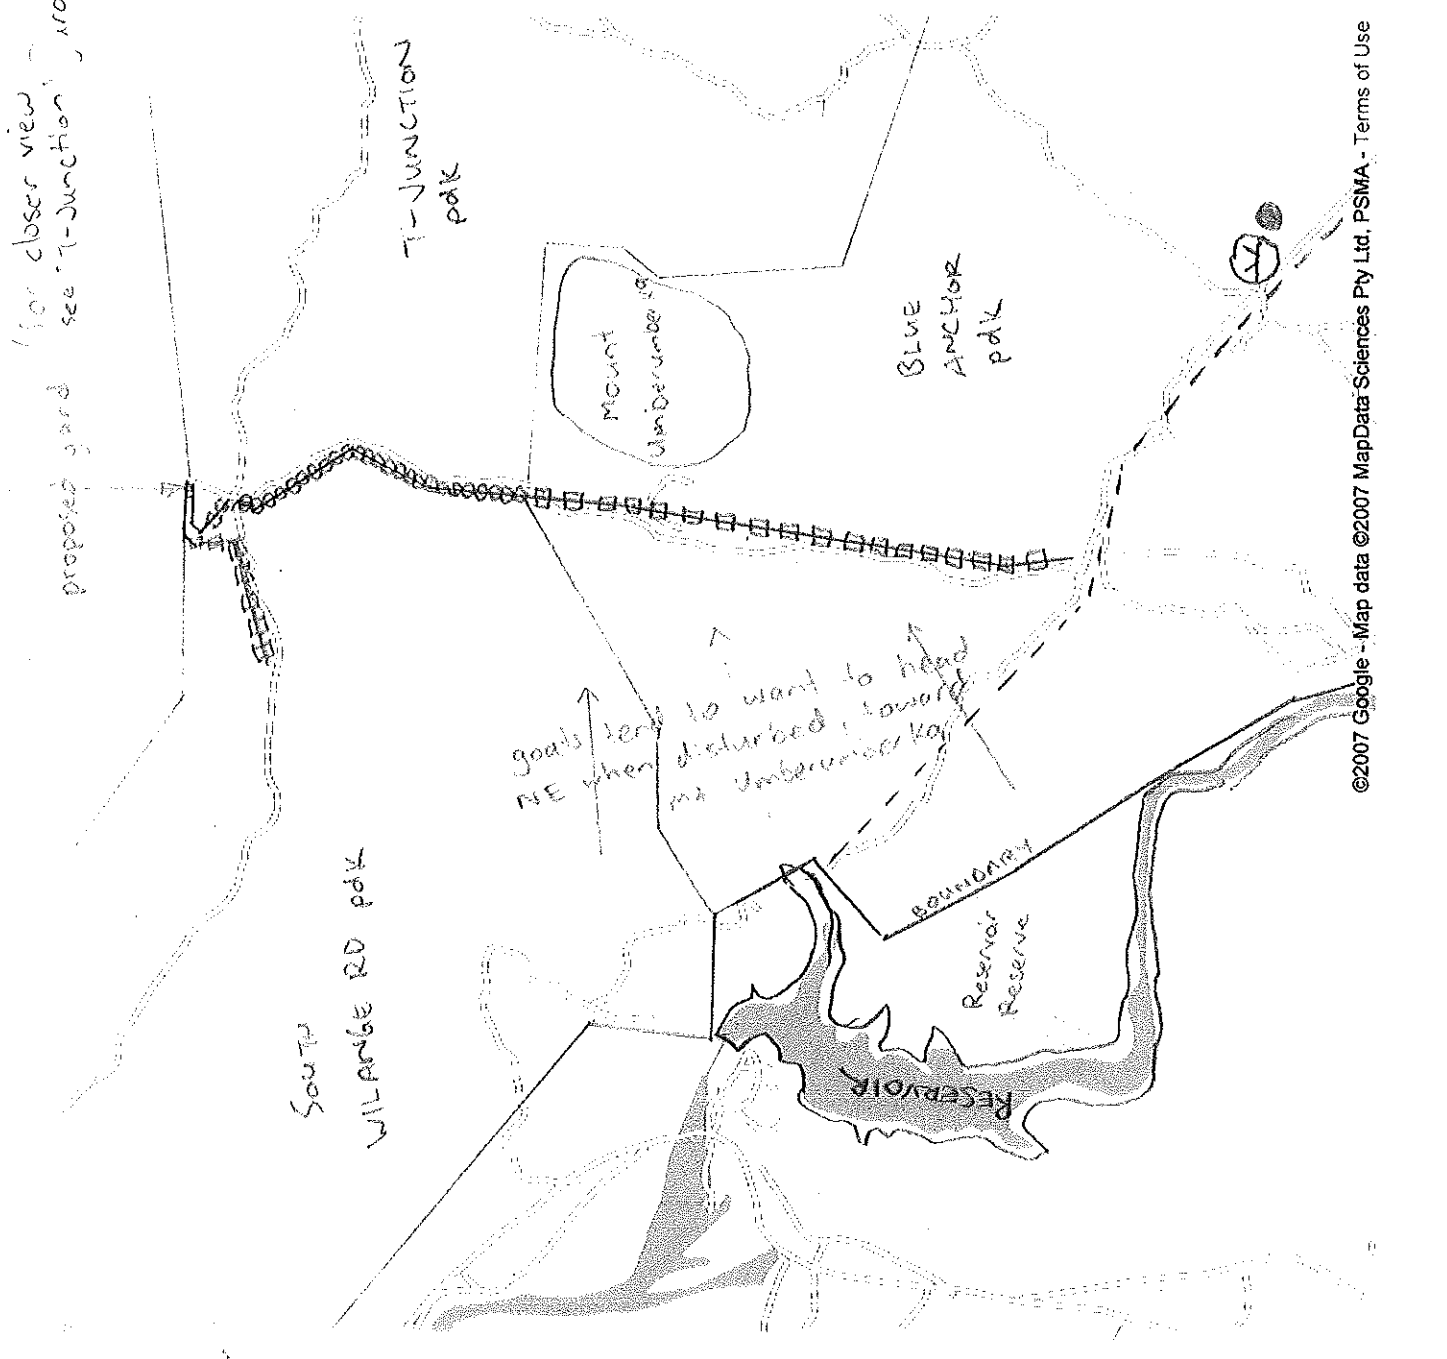 for closer view
see "T-Junction"
proposed yard
T-JUNCTION
pdk
Mount
Umberumberka
BLUE
ANCHOR
pdk
goats tend to want to head
NE when disturbed, toward
Mt Umberumberka
SOUTH
WILANGE RD pdk
BOUNDARY
Reservoir
Reserve
RESERVOIR
©2007 Google - Map data ©2007 MapData Sciences Pty Ltd, PSMA - Terms of Use